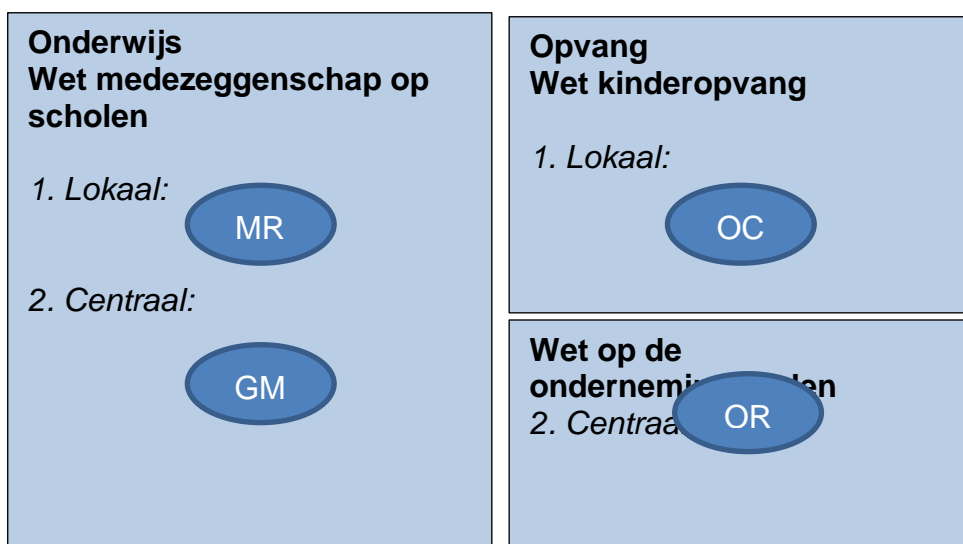 Onderwijs
Wet medezeggenschap op
scholen
1. Lokaal:
MR
2. Centraal:
GM
Opvang
Wet kinderopvang
1. Lokaal:
OC
Wet op de
2. 
OR